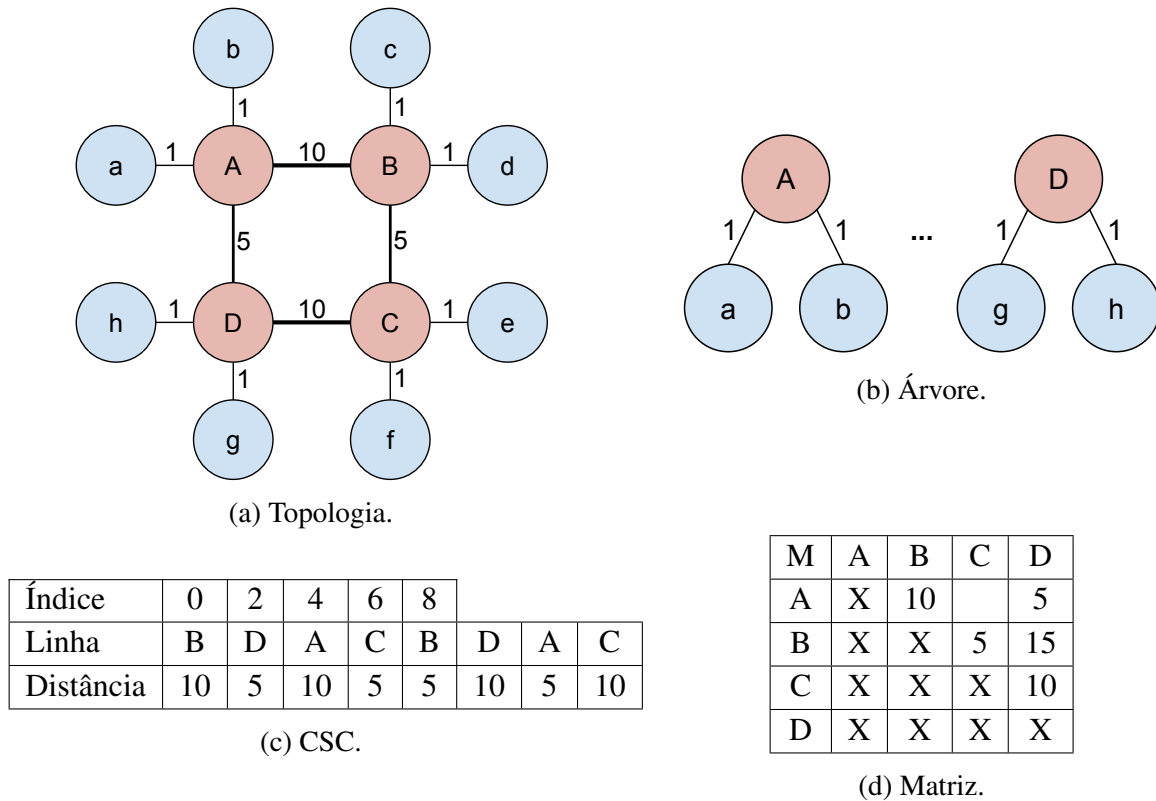 b c
1 1
a 1 A 10 B 1 d
5 5
h 1 D 10 C 1 e
1 1
g f
(a) Topologia.
A D
1 1 ... 1 1
a b g h
(b) Árvore.
Índice 0 2 4 6 8
Linha B D A C B D A C
Distância 10 5 10 5 5 10 5 10
(c) CSC.
M A B C D
A X 10 5
B X X 5 15
C X X X 10
D X X X X
(d) Matriz.